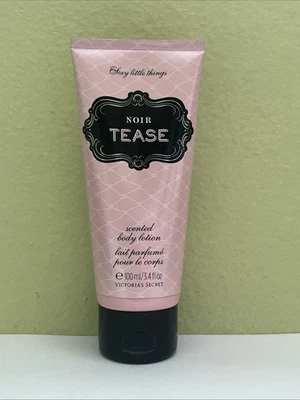 Sexy little things
NOIR
TEASE
scented
body lotion
lait parfumé
pour le corps
℮ 100 ml/3.4 fl oz
VICTORIA'S SECRET